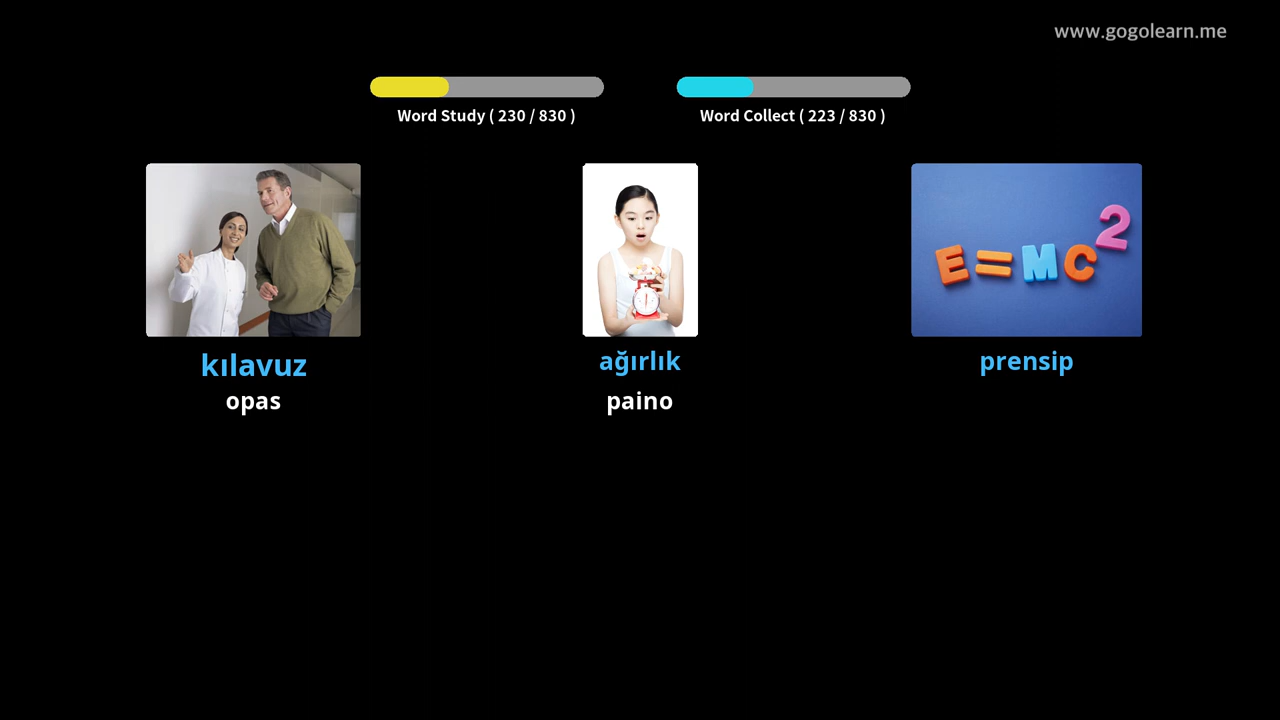 www.gogolearn.me
Word Study ( 230 / 830 )
Word Collect ( 223 / 830 )
E=MC2
kılavuz
ağırlık
prensip
opas
paino